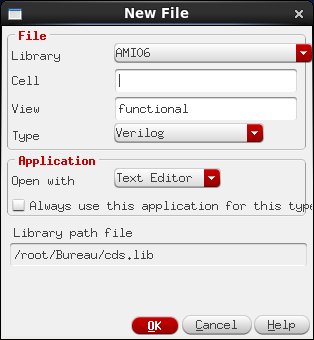 New File
File
Library AMI06
Cell
View functional
Type Verilog
Application
Open with Text Editor
Always use this application for this type
Library path file
/root/Bureau/cds.lib
OK Cancel Help